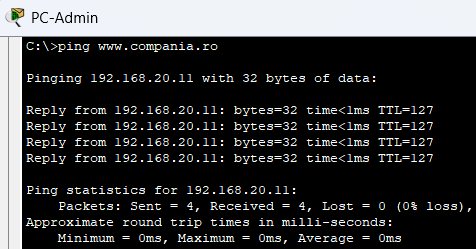 PC-Admin
C:\>ping www.compania.ro
Pinging 192.168.20.11 with 32 bytes of data:
Reply from 192.168.20.11: bytes=32 time<1ms TTL=127
Reply from 192.168.20.11: bytes=32 time<1ms TTL=127
Reply from 192.168.20.11: bytes=32 time<1ms TTL=127
Reply from 192.168.20.11: bytes=32 time<1ms TTL=127
Ping statistics for 192.168.20.11:
Packets: Sent = 4, Received = 4, Lost = 0 (0% loss),
Approximate round trip times in milli-seconds:
Minimum = 0ms, Maximum = 0ms, Average = 0ms